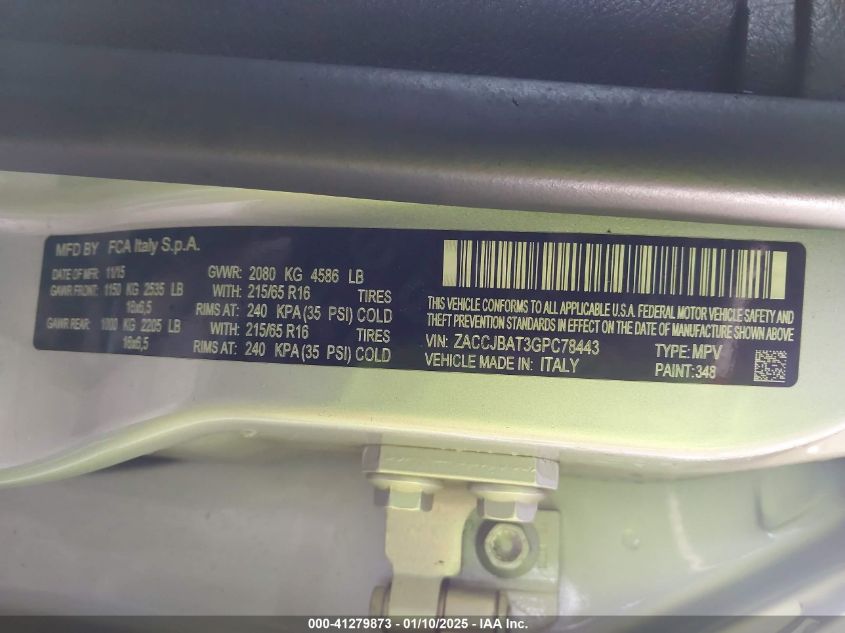 MFD BY FCA Italy S.p.A.
DATE OF MFR: 11/15 GVWR: 2080 KG 4586 LB
GAWR FRONT: 1150 KG 2535 LB WITH: 215/65 R16 TIRES
16x6,5 RIMS AT: 240 KPA (35 PSI) COLD
GAWR REAR: 1000 KG 2205 LB WITH: 215/65 R16 TIRES
16x6,5 RIMS AT: 240 KPA (35 PSI) COLD
THIS VEHICLE CONFORMS TO ALL APPLICABLE U.S.A. FEDERAL MOTOR VEHICLE SAFETY AND
THEFT PREVENTION STANDARDS IN EFFECT ON THE DATE OF MANUFACTURE SHOWN ABOVE
VIN: ZACCJBAT3GPC78443 TYPE: MPV
VEHICLE MADE IN: ITALY PAINT:348
000-41279873 - 01/10/2025 - IAAI Inc.